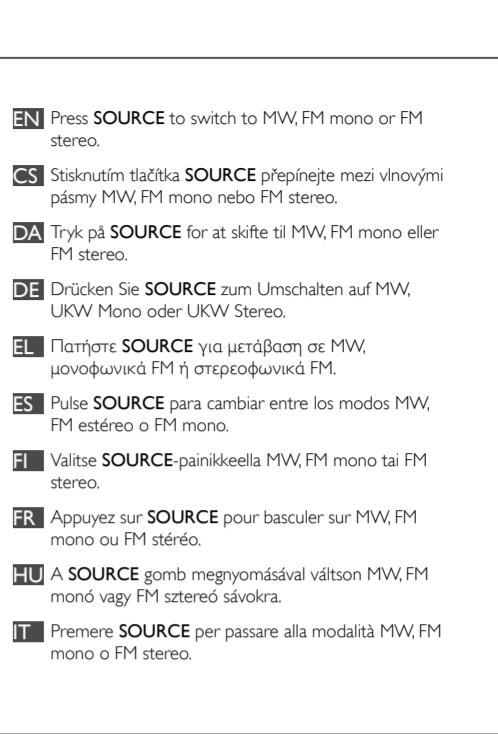 EN Press SOURCE to switch to MW, FM mono or FM
stereo.
CS Stisknutím tlačítka SOURCE přepínejte mezi vlnovými
pásmy MW, FM mono nebo FM stereo.
DA Tryk på SOURCE for at skifte til MW, FM mono eller
FM stereo.
DE Drücken Sie SOURCE zum Umschalten auf MW,
UKW Mono oder UKW Stereo.
EL Πατήστε SOURCE για μετάβαση σε MW,
μονοφωνικά FM ή στερεοφωνικά FM.
ES Pulse SOURCE para cambiar entre los modos MW,
FM estéreo o FM mono.
FI Valitse SOURCE-painikkeella MW, FM mono tai FM
stereo.
FR Appuyez sur SOURCE pour basculer sur MW, FM
mono ou FM stéréo.
HU A SOURCE gomb megnyomásával váltson MW, FM
monó vagy FM sztereó sávokra.
IT Premere SOURCE per passare alla modalità MW, FM
mono o FM stereo.